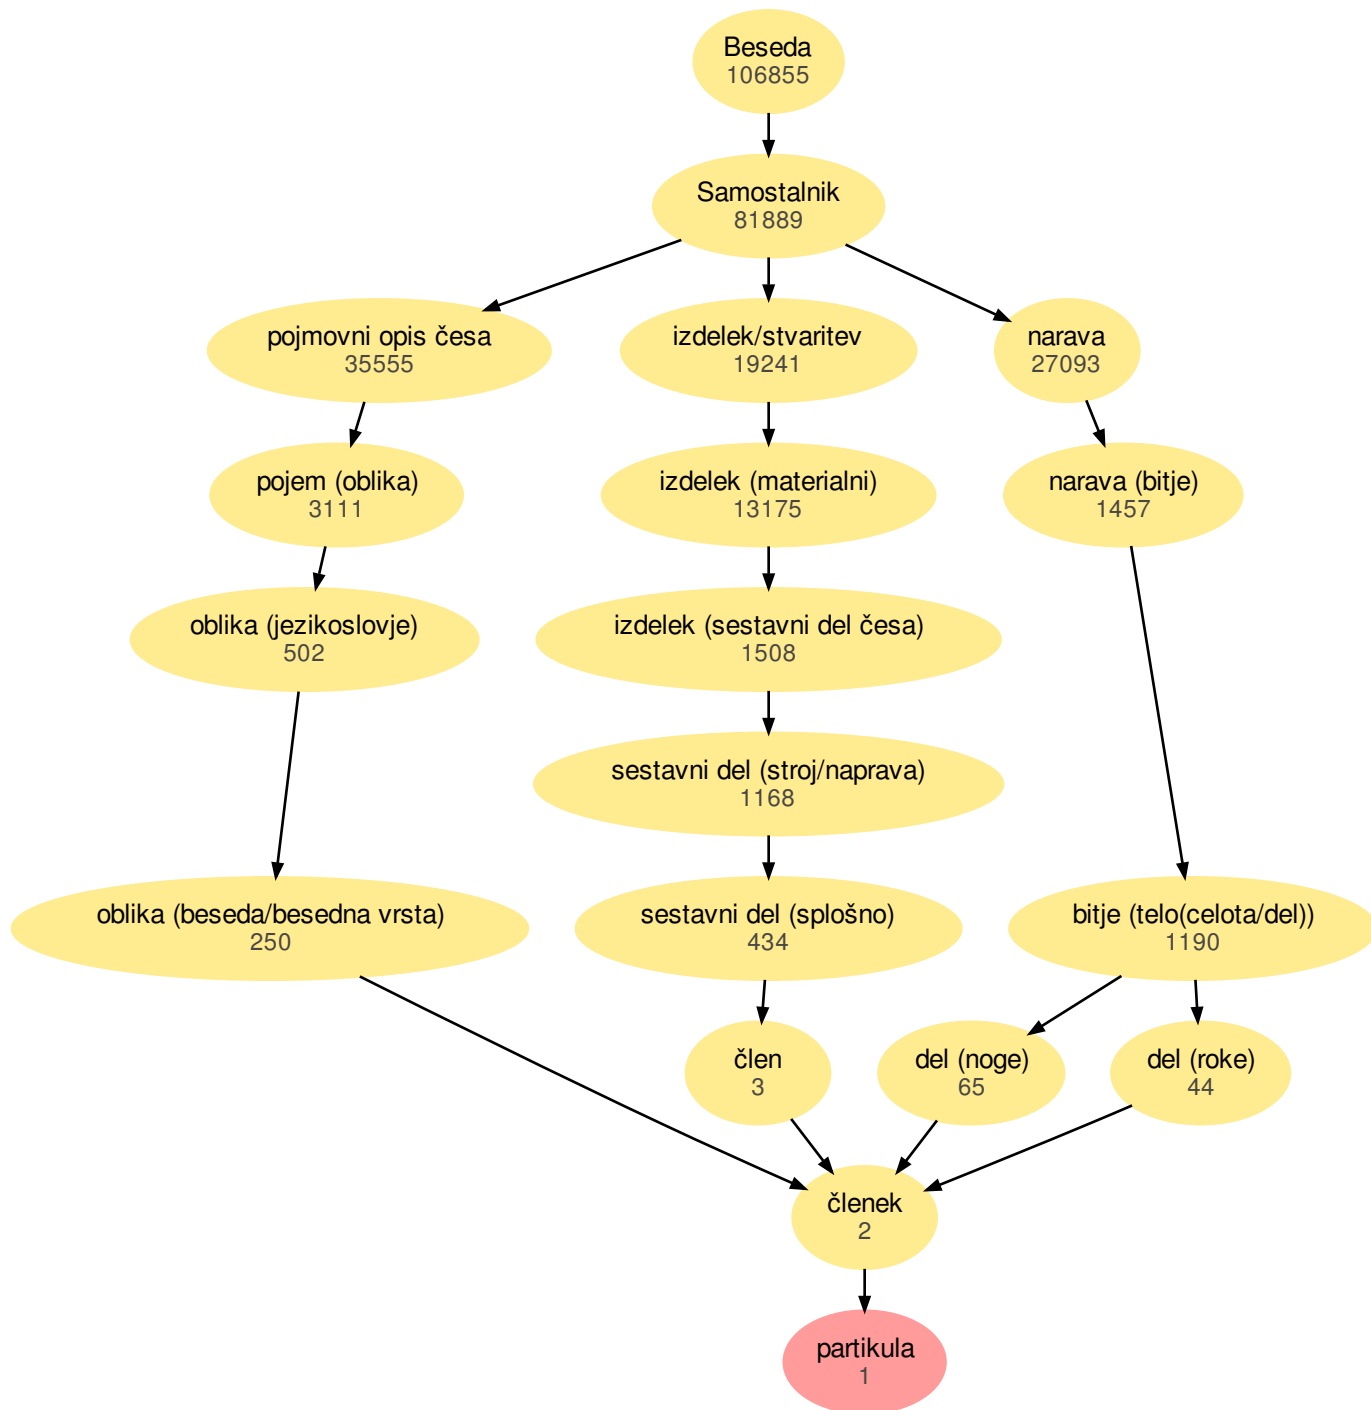 Beseda
106855
Samostalnik
81889
pojmovni opis česa
35555
izdelek/stvaritev
19241
narava
27093
pojem (oblika)
3111
izdelek (materialni)
13175
narava (bitje)
1457
oblika (jezikoslovje)
502
izdelek (sestavni del česa)
1508
sestavni del (stroj/naprava)
1168
oblika (beseda/besedna vrsta)
250
sestavni del (splošno)
434
bitje (telo(celota/del))
1190
člen
3
del (noge)
65
del (roke)
44
členek
2
partikula
1